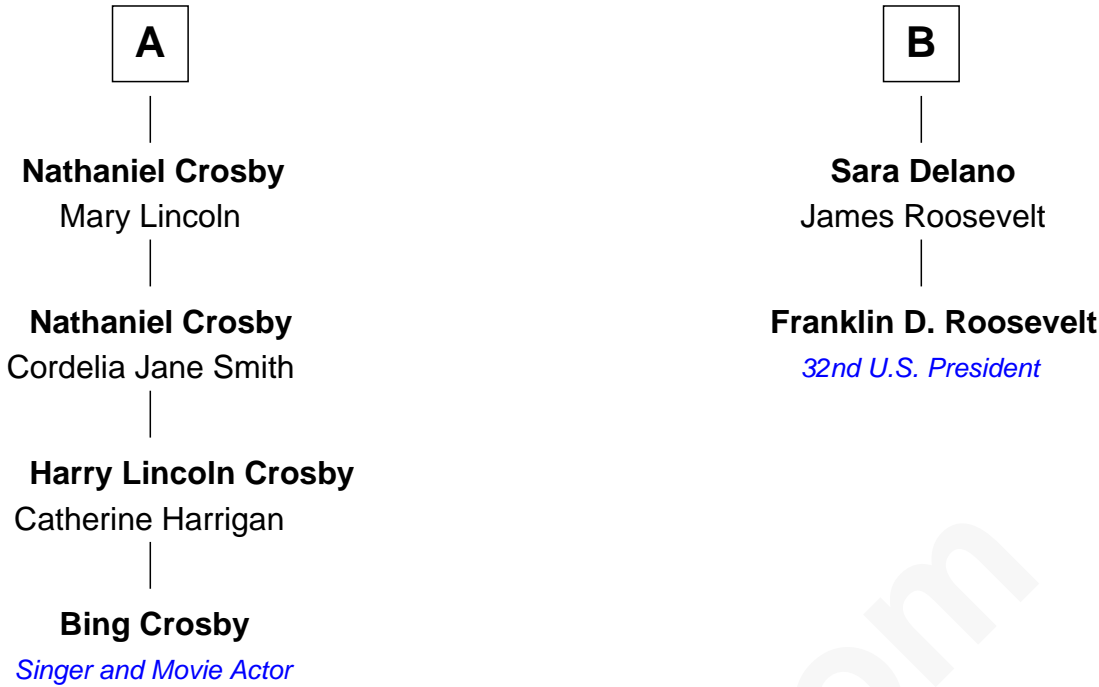 A
Nathaniel Crosby
Mary Lincoln
Nathaniel Crosby
Cordelia Jane Smith
Harry Lincoln Crosby
Catherine Harrigan
Bing Crosby
Singer and Movie Actor
B
Sara Delano
James Roosevelt
Franklin D. Roosevelt
32nd U.S. President
om